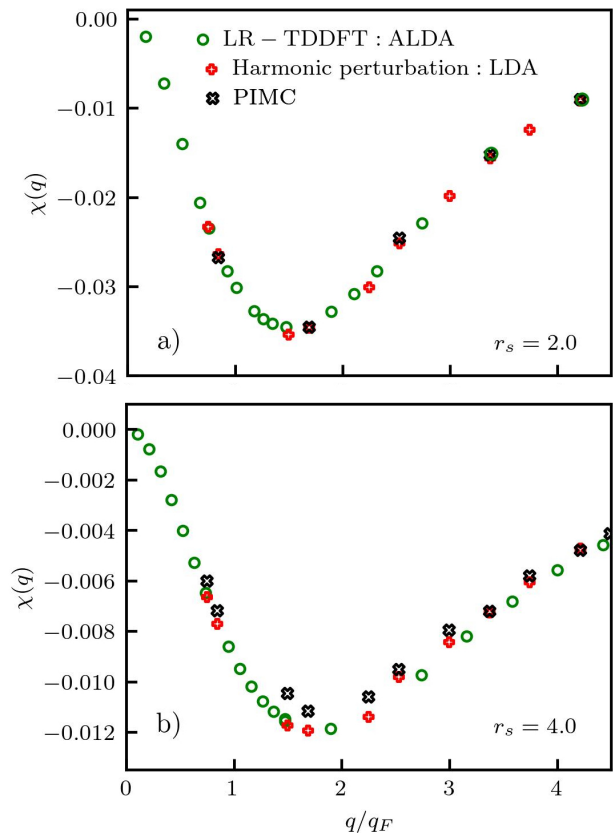 0.00
LR − TDDFT : ALDA
Harmonic perturbation : LDA
PIMC
−0.01
χ(q)
−0.02
−0.03
a)
r_s = 2.0
−0.04
0.000
−0.002
−0.004
−0.006
χ(q)
−0.008
−0.010
−0.012
b)
r_s = 4.0
0 1 2 3 4
q/q_F